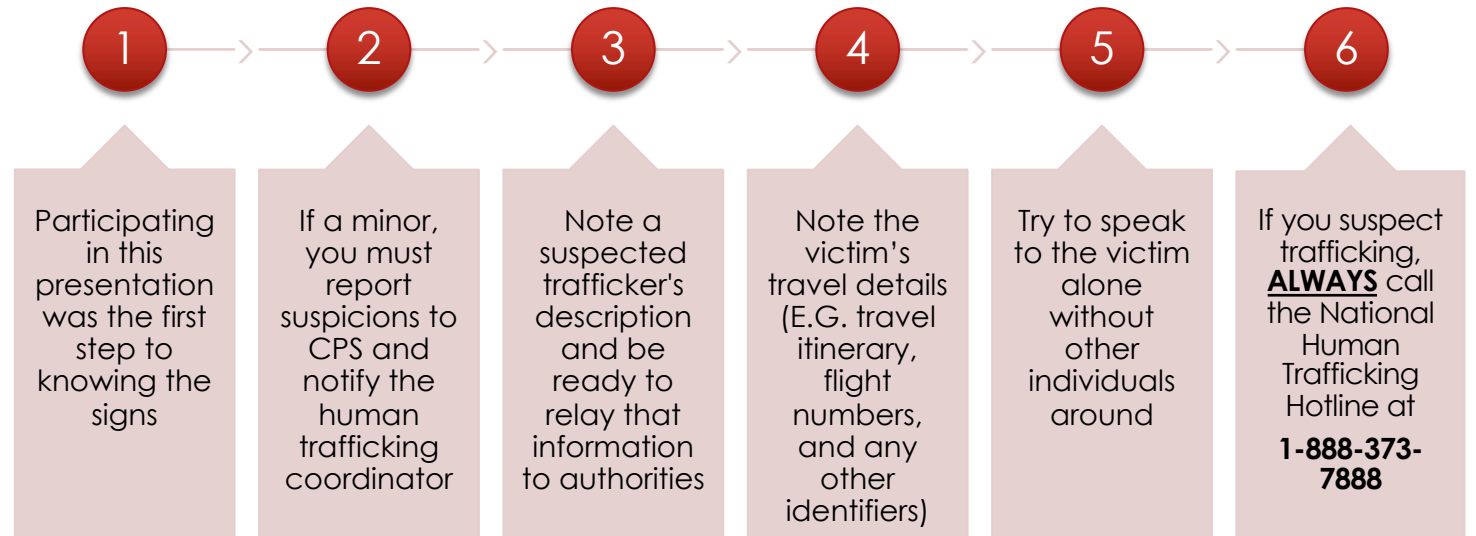 1
2
3
4
5
6
Participating
in this
presentation
was the first
step to
knowing the
signs
If a minor,
you must
report
suspicions to
CPS and
notify the
human
trafficking
coordinator
Note a
suspected
trafficker's
description
and be
ready to
relay that
information
to authorities
Note the
victim’s
travel details
(E.G. travel
itinerary,
flight
numbers,
and any
other
identifiers)
Try to speak
to the victim
alone
without
other
individuals
around
If you suspect
trafficking,
ALWAYS call
the National
Human
Trafficking
Hotline at
1-888-373-
7888